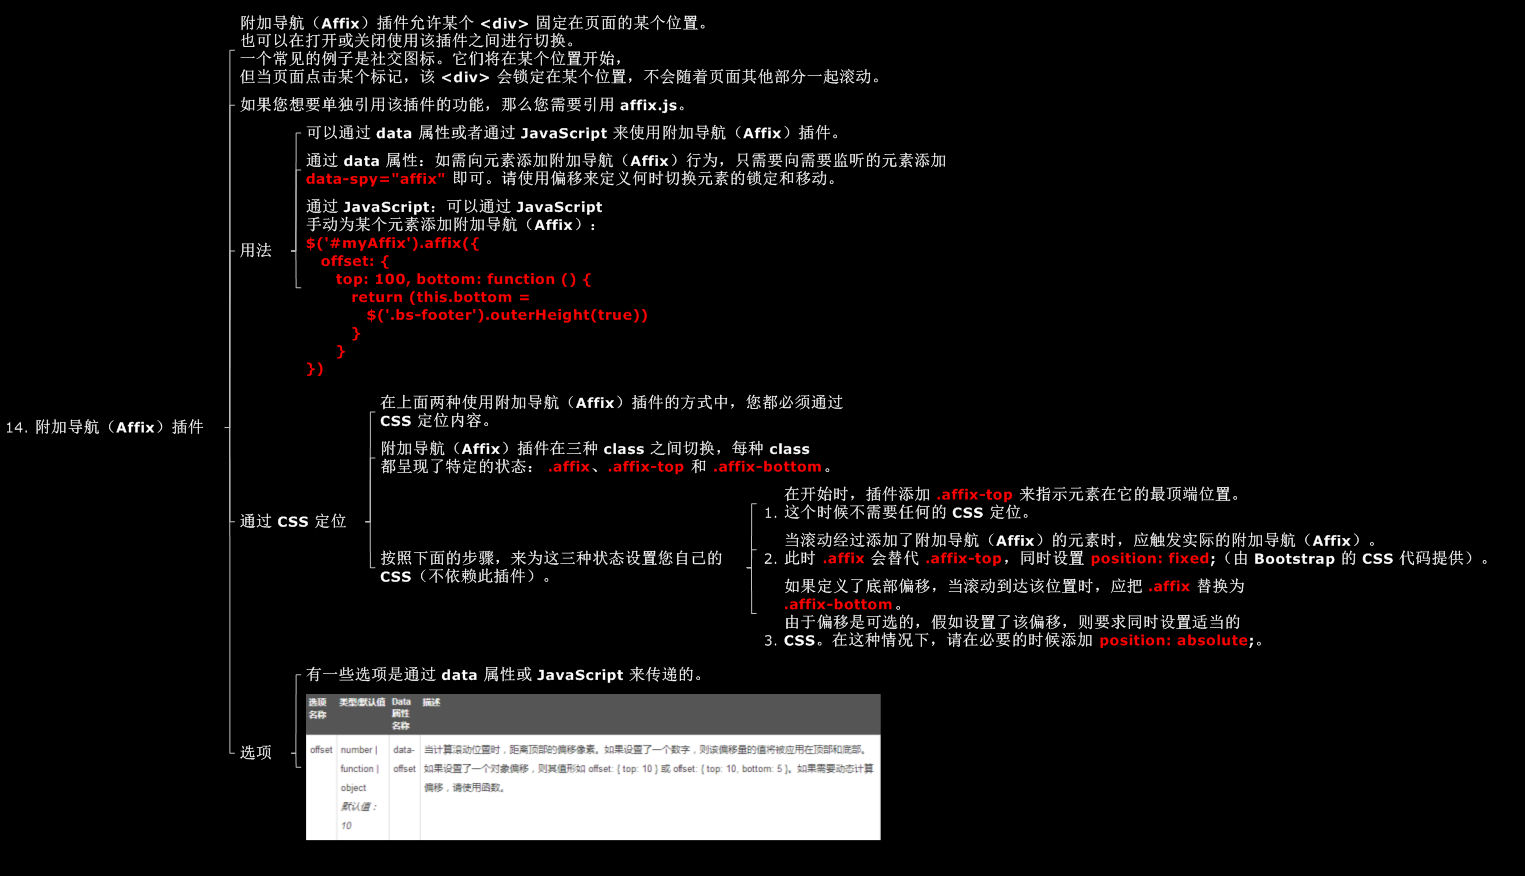 14. 附加导航（Affix）插件
附加导航（Affix）插件允许某个 <div> 固定在页面的某个位置。
也可以在打开或关闭使用该插件之间进行切换。
一个常见的例子是社交图标。它们将在某个位置开始，
但当页面点击某个标记，该 <div> 会锁定在某个位置，不会随着页面其他部分一起滚动。
如果您想要单独引用该插件的功能，那么您需要引用 affix.js。
用法
可以通过 data 属性或者通过 JavaScript 来使用附加导航（Affix）插件。
通过 data 属性：如需向元素添加附加导航（Affix）行为，只需要向需要监听的元素添加
data-spy="affix" 即可。请使用偏移来定义何时切换元素的锁定和移动。
通过 JavaScript：可以通过 JavaScript
手动为某个元素添加附加导航（Affix）：
$('#myAffix').affix({
offset: {
top: 100, bottom: function () {
return (this.bottom =
$('.bs-footer').outerHeight(true))
}
}
})
通过 CSS 定位
在上面两种使用附加导航（Affix）插件的方式中，您都必须通过
CSS 定位内容。
附加导航（Affix）插件在三种 class 之间切换，每种 class
都呈现了特定的状态： .affix、.affix-top 和 .affix-bottom。
按照下面的步骤，来为这三种状态设置您自己的
CSS（不依赖此插件）。
在开始时，插件添加 .affix-top 来指示元素在它的最顶端位置。
1. 这个时候不需要任何的 CSS 定位。
当滚动经过添加了附加导航（Affix）的元素时，应触发实际的附加导航（Affix）。
2. 此时 .affix 会替代 .affix-top，同时设置 position: fixed;（由 Bootstrap 的 CSS 代码提供）。
如果定义了底部偏移，当滚动到达该位置时，应把 .affix 替换为
.affix-bottom。
由于偏移是可选的，假如设置了该偏移，则要求同时设置适当的
3. CSS。在这种情况下，请在必要的时候添加 position: absolute;。
选项
有一些选项是通过 data 属性或 JavaScript 来传递的。
选项 类型/默认值 Data 描述
名称 属性
名称
offset number | data- 当计算滚动位置时，距离顶部的偏移像素。如果设置了一个数字，则该偏移量的值将被应用在顶部和底部。
function | offset 如果设置了一个对象偏移，则其值形如 offset: { top: 10 } 或 offset: { top: 10, bottom: 5 }。如果需要动态计算
object 偏移，请使用函数。
默认值：
10